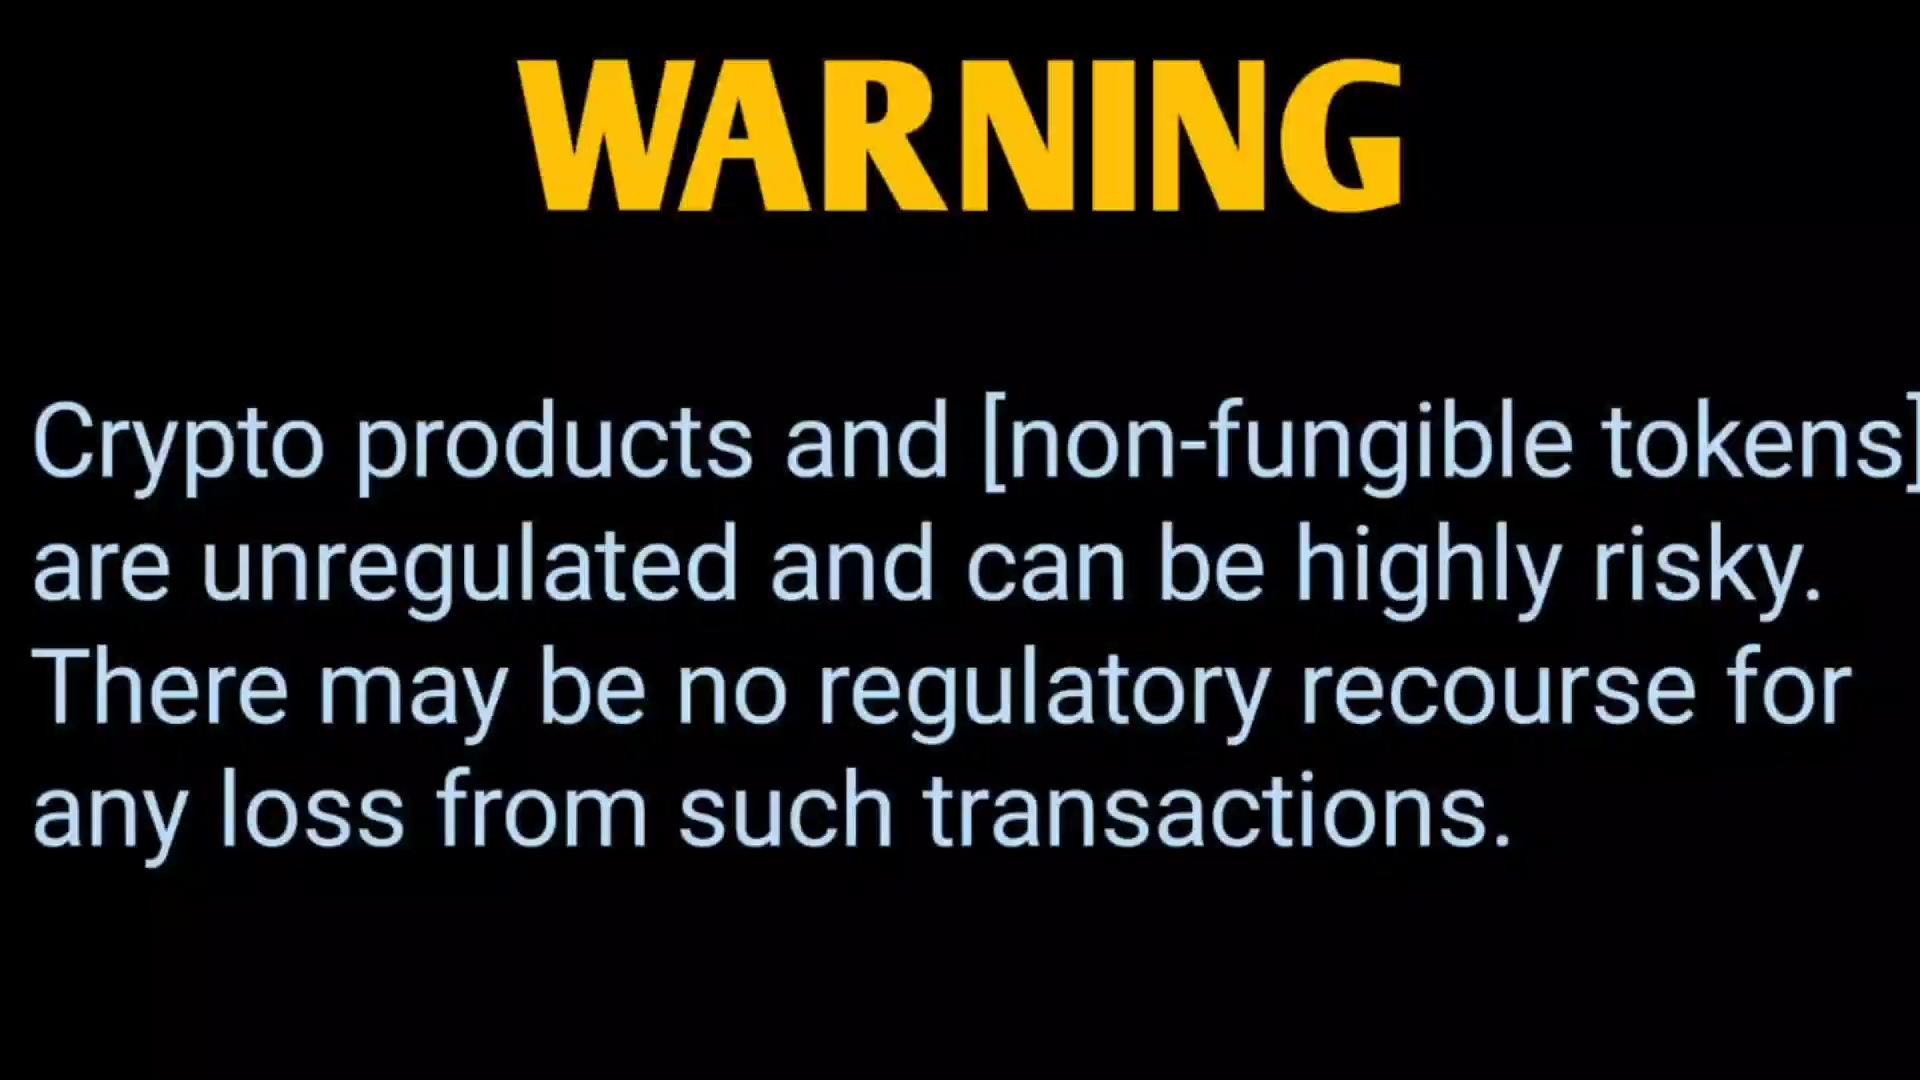 WARNING
Crypto products and [non-fungible tokens]
are unregulated and can be highly risky.
There may be no regulatory recourse for
any loss from such transactions.